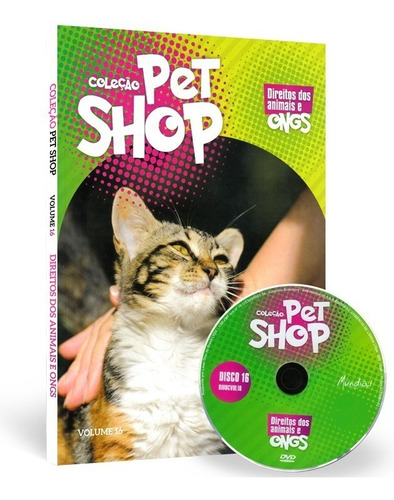 COLEÇÃO PET SHOP VOLUME 16 DIREITOS DOS ANIMAIS E ONGS
COLEÇÃO
PET
SHOP
Direitos dos
animais e
ONGS
VOLUME 16
COLEÇÃO
PET
SHOP
DISCO 16
Mundial
Direitos dos
animais e
ONGS
DVD